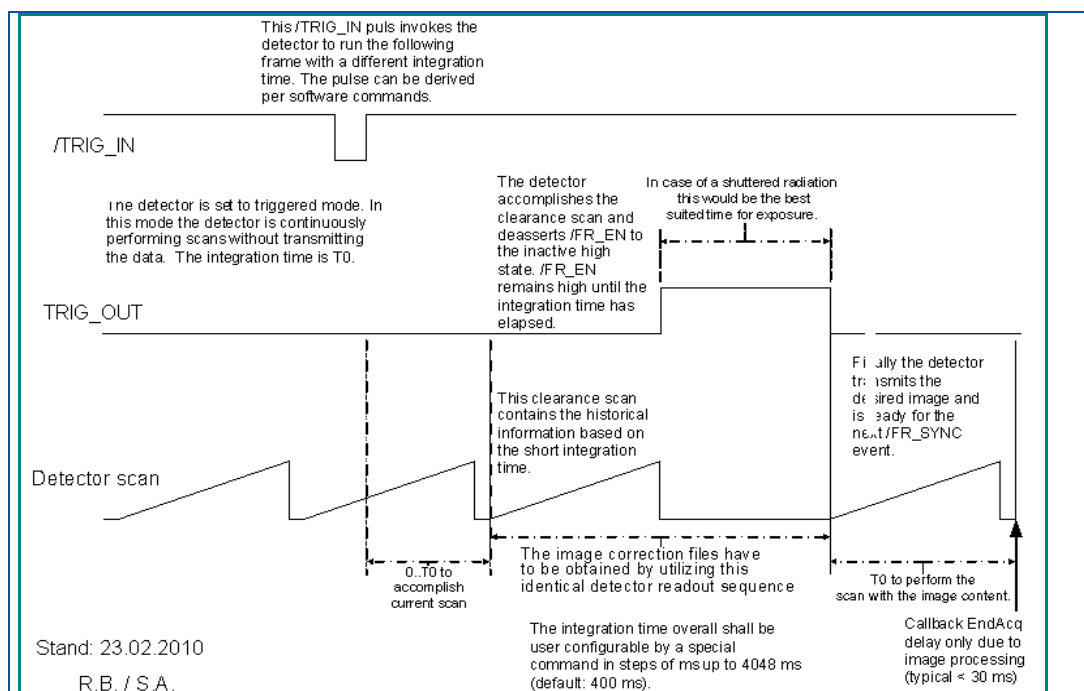 This /TRIG_IN puls invokes the
detector to run the following
frame with a different integration
time. The pulse can be derived
per software commands.
/TRIG_IN
The detector is set to triggered mode. In
this mode the detector is continuously
performing scans without transmitting
the data. The integration time is T0.
The detector
accomplishes the
clearance scan and
deasserts /FR_EN to
the inactive high
state. /FR_EN
remains high until the
integration time has
elapsed.
In case of a shuttered radiation
this would be the best
suited time for exposure.
TRIG_OUT
Finally the detector
transmits the
desired image and
is ready for the
next /FR_SYNC
event.
This clearance scan
contains the historical
information based on
the short integration
time.
Detector scan
0..T0 to
accomplish
current scan
The image correction files have
to be obtained by utilizing this
identical detector readout sequence
T0 to perform the
scan with the image content.
The integration time overall shall be
user configurable by a special
command in steps of ms up to 4048 ms
(default: 400 ms).
Callback EndAcq
delay only due to
image processing
(typical < 30 ms)
Stand: 23.02.2010
R.B. / S.A.